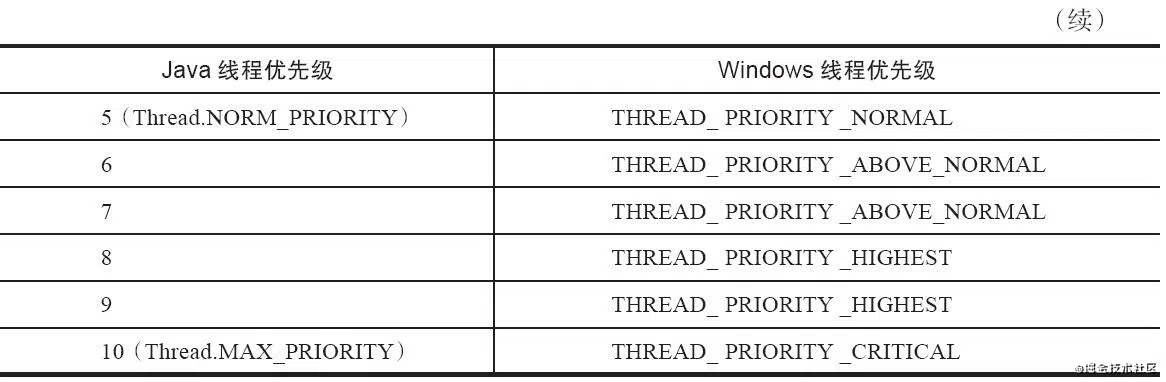 （续）
Java 线程优先级 Windows 线程优先级
5（Thread.NORM_PRIORITY） THREAD_ PRIORITY _NORMAL
6 THREAD_ PRIORITY _ABOVE_NORMAL
7 THREAD_ PRIORITY _ABOVE_NORMAL
8 THREAD_ PRIORITY _HIGHEST
9 THREAD_ PRIORITY _HIGHEST
10（Thread.MAX_PRIORITY） THREAD_ PRIORITY _CRITICAL
@掘金技术社区